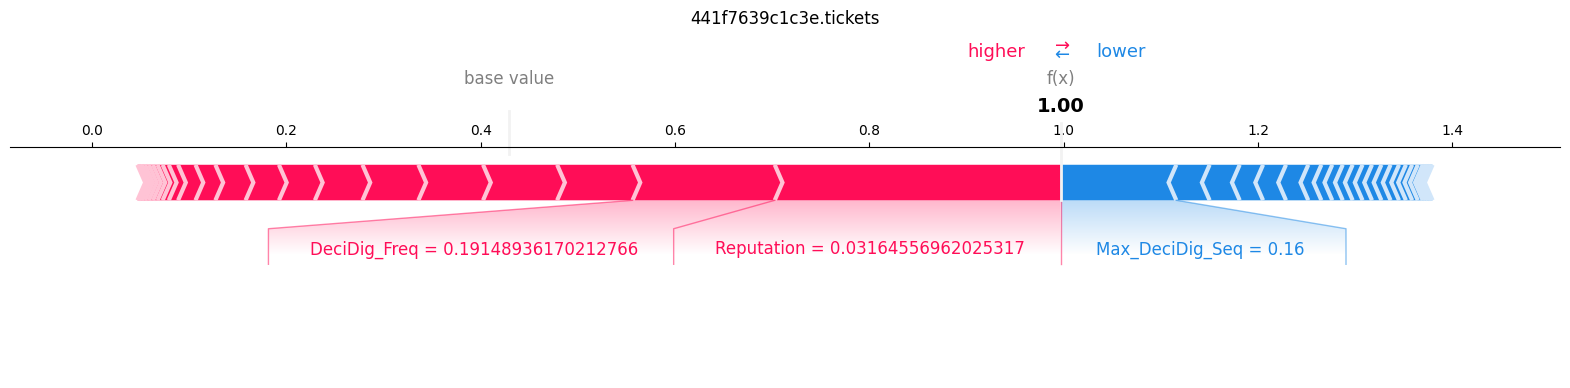 441f7639c1c3e.tickets
higher → ← lower
base value f(x)
1.00
0.0 0.2 0.4 0.6 0.8 1.0 1.2 1.4
DeciDig_Freq = 0.19148936170212766 Reputation = 0.03164556962025317 Max_DeciDig_Seq = 0.16